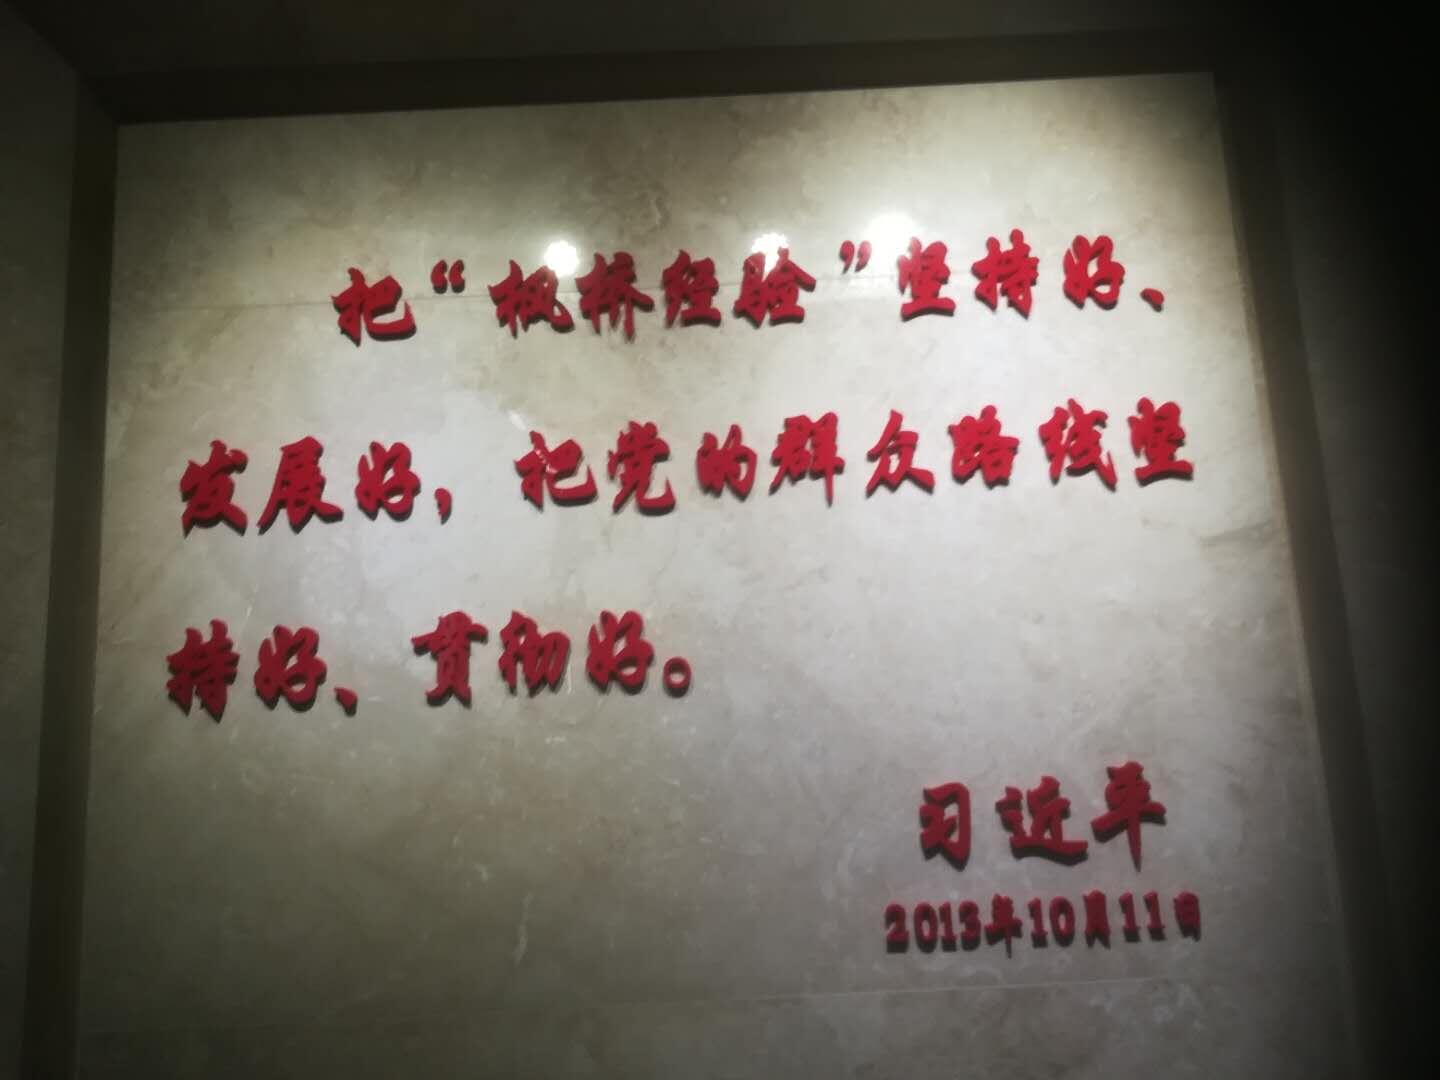 把“枫桥经验”坚持好、
发展好，把党的群众路线坚
持好、贯彻好。
习近平
2013年10月11日